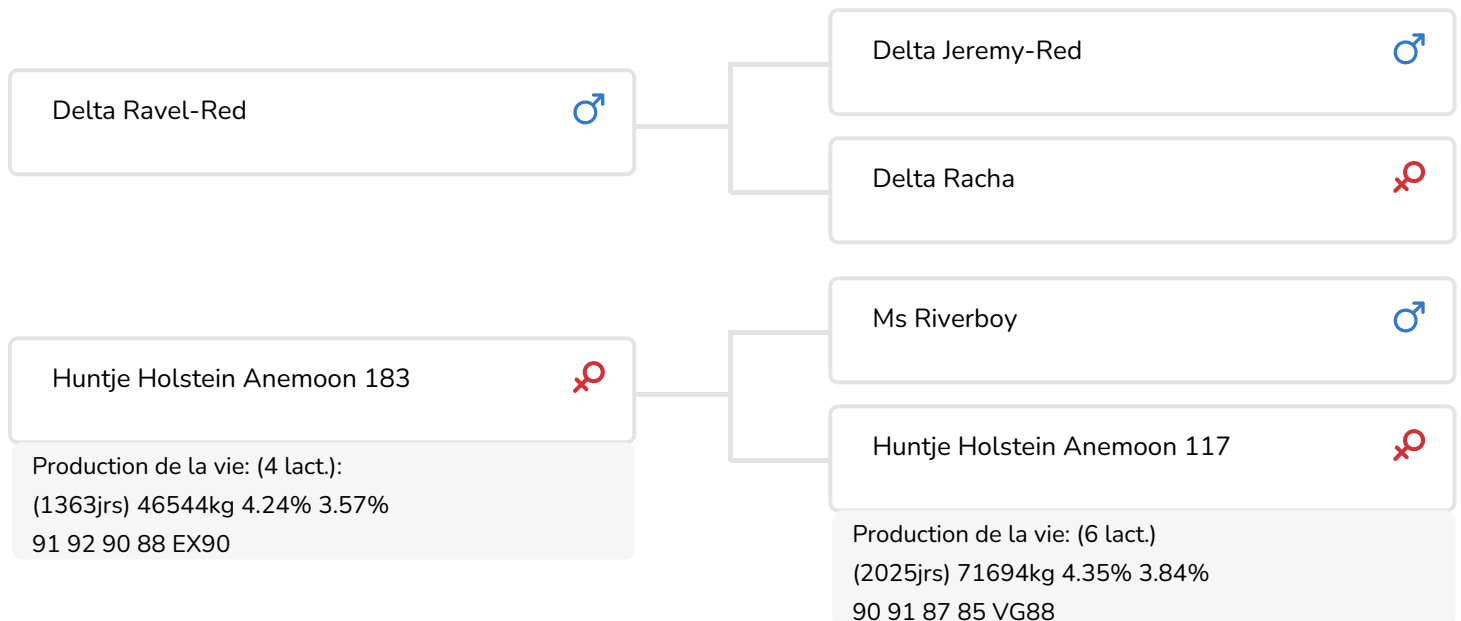 Delta Ravel-Red
Delta Jeremy-Red
Delta Racha
Huntje Holstein Anemoon 183
Production de la vie: (4 lact.):
(1363jrs) 46544kg 4.24% 3.57%
91 92 90 88 EX90
Ms Riverboy
Huntje Holstein Anemoon 117
Production de la vie: (6 lact.)
(2025jrs) 71694kg 4.35% 3.84%
90 91 87 85 VG88